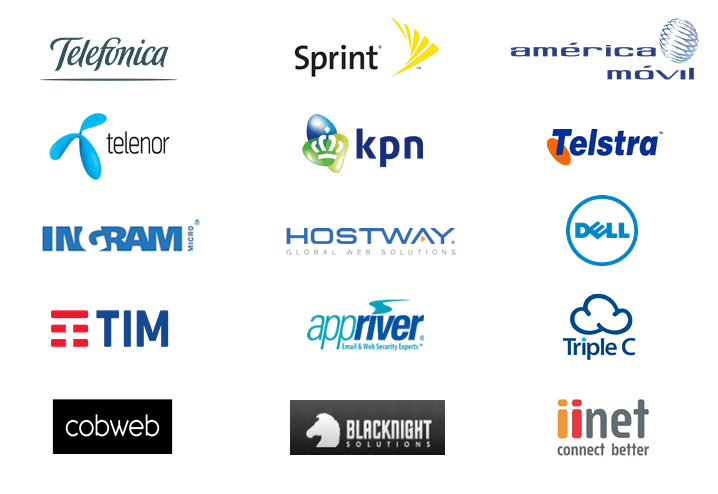 Telefónica
Sprint
américa
móvil
telenor
kpn
Telstra
INGRAM
MICRO
HOSTWAY.
GLOBAL WEB SOLUTIONS
DELL
TIM
appriver
Email & Web Security Experts
Triple C
cobweb
BLACKNIGHT
SOLUTIONS
iinet
connect better